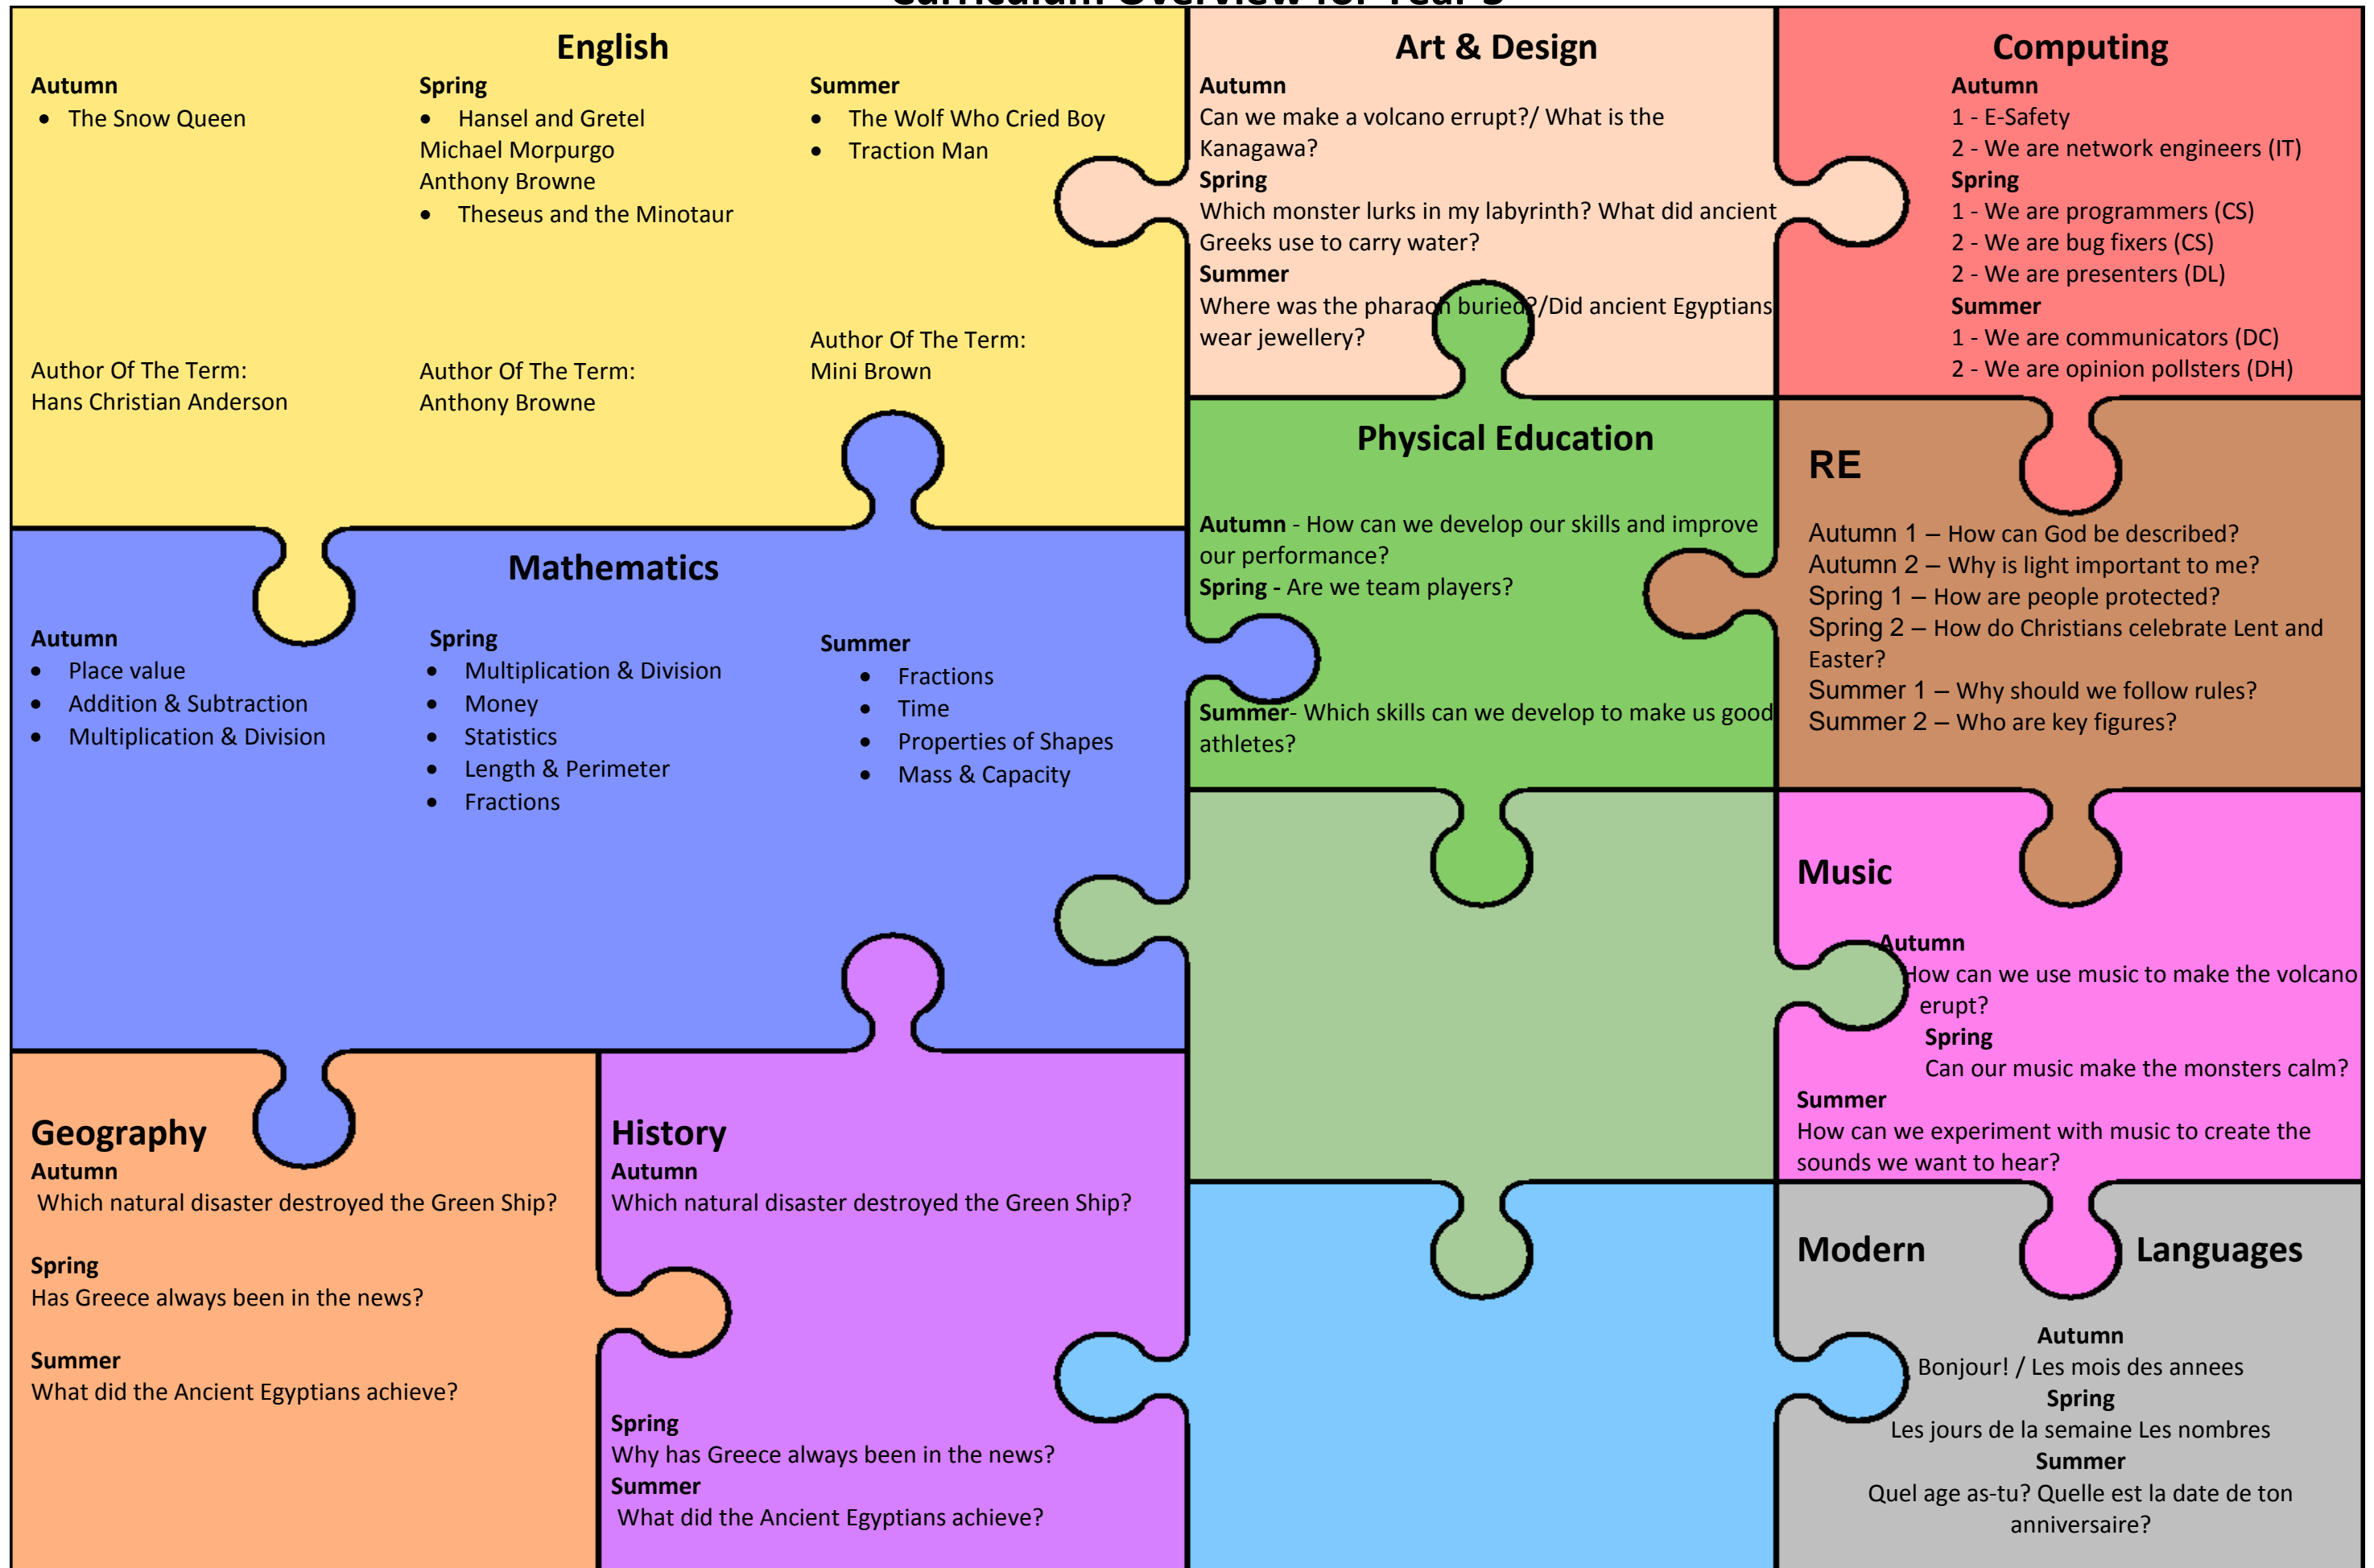 Curriculum Overview for Year 3
English
Autumn
• The Snow Queen
Author Of The Term:
Hans Christian Anderson
Spring
• Hansel and Gretel
Michael Morpurgo
Anthony Browne
• Theseus and the Minotaur
Author Of The Term:
Anthony Browne
Summer
• The Wolf Who Cried Boy
• Traction Man
Author Of The Term:
Mini Brown
Art & Design
Autumn
Can we make a volcano errupt?/ What is the
Kanagawa?
Spring
Which monster lurks in my labyrinth? What did ancient
Greeks use to carry water?
Summer
Where was the pharaoh buried?/Did ancient Egyptians
wear jewellery?
Computing
Autumn
1 - E-Safety
2 - We are network engineers (IT)
Spring
1 - We are programmers (CS)
2 - We are bug fixers (CS)
2 - We are presenters (DL)
Summer
1 - We are communicators (DC)
2 - We are opinion pollsters (DH)
Physical Education
Autumn - How can we develop our skills and improve
our performance?
Spring - Are we team players?
Summer- Which skills can we develop to make us good
athletes?
RE
Autumn 1 – How can God be described?
Autumn 2 – Why is light important to me?
Spring 1 – How are people protected?
Spring 2 – How do Christians celebrate Lent and
Easter?
Summer 1 – Why should we follow rules?
Summer 2 – Who are key figures?
Mathematics
Autumn
• Place value
• Addition & Subtraction
• Multiplication & Division
Spring
• Multiplication & Division
• Money
• Statistics
• Length & Perimeter
• Fractions
Summer
• Fractions
• Time
• Properties of Shapes
• Mass & Capacity
Music
Autumn
How can we use music to make the volcano
erupt?
Spring
Can our music make the monsters calm?
Summer
How can we experiment with music to create the
sounds we want to hear?
Geography
Autumn
Which natural disaster destroyed the Green Ship?
Spring
Has Greece always been in the news?
Summer
What did the Ancient Egyptians achieve?
History
Autumn
Which natural disaster destroyed the Green Ship?
Spring
Why has Greece always been in the news?
Summer
What did the Ancient Egyptians achieve?
Modern Languages
Autumn
Bonjour! / Les mois des annees
Spring
Les jours de la semaine Les nombres
Summer
Quel age as-tu? Quelle est la date de ton
anniversaire?